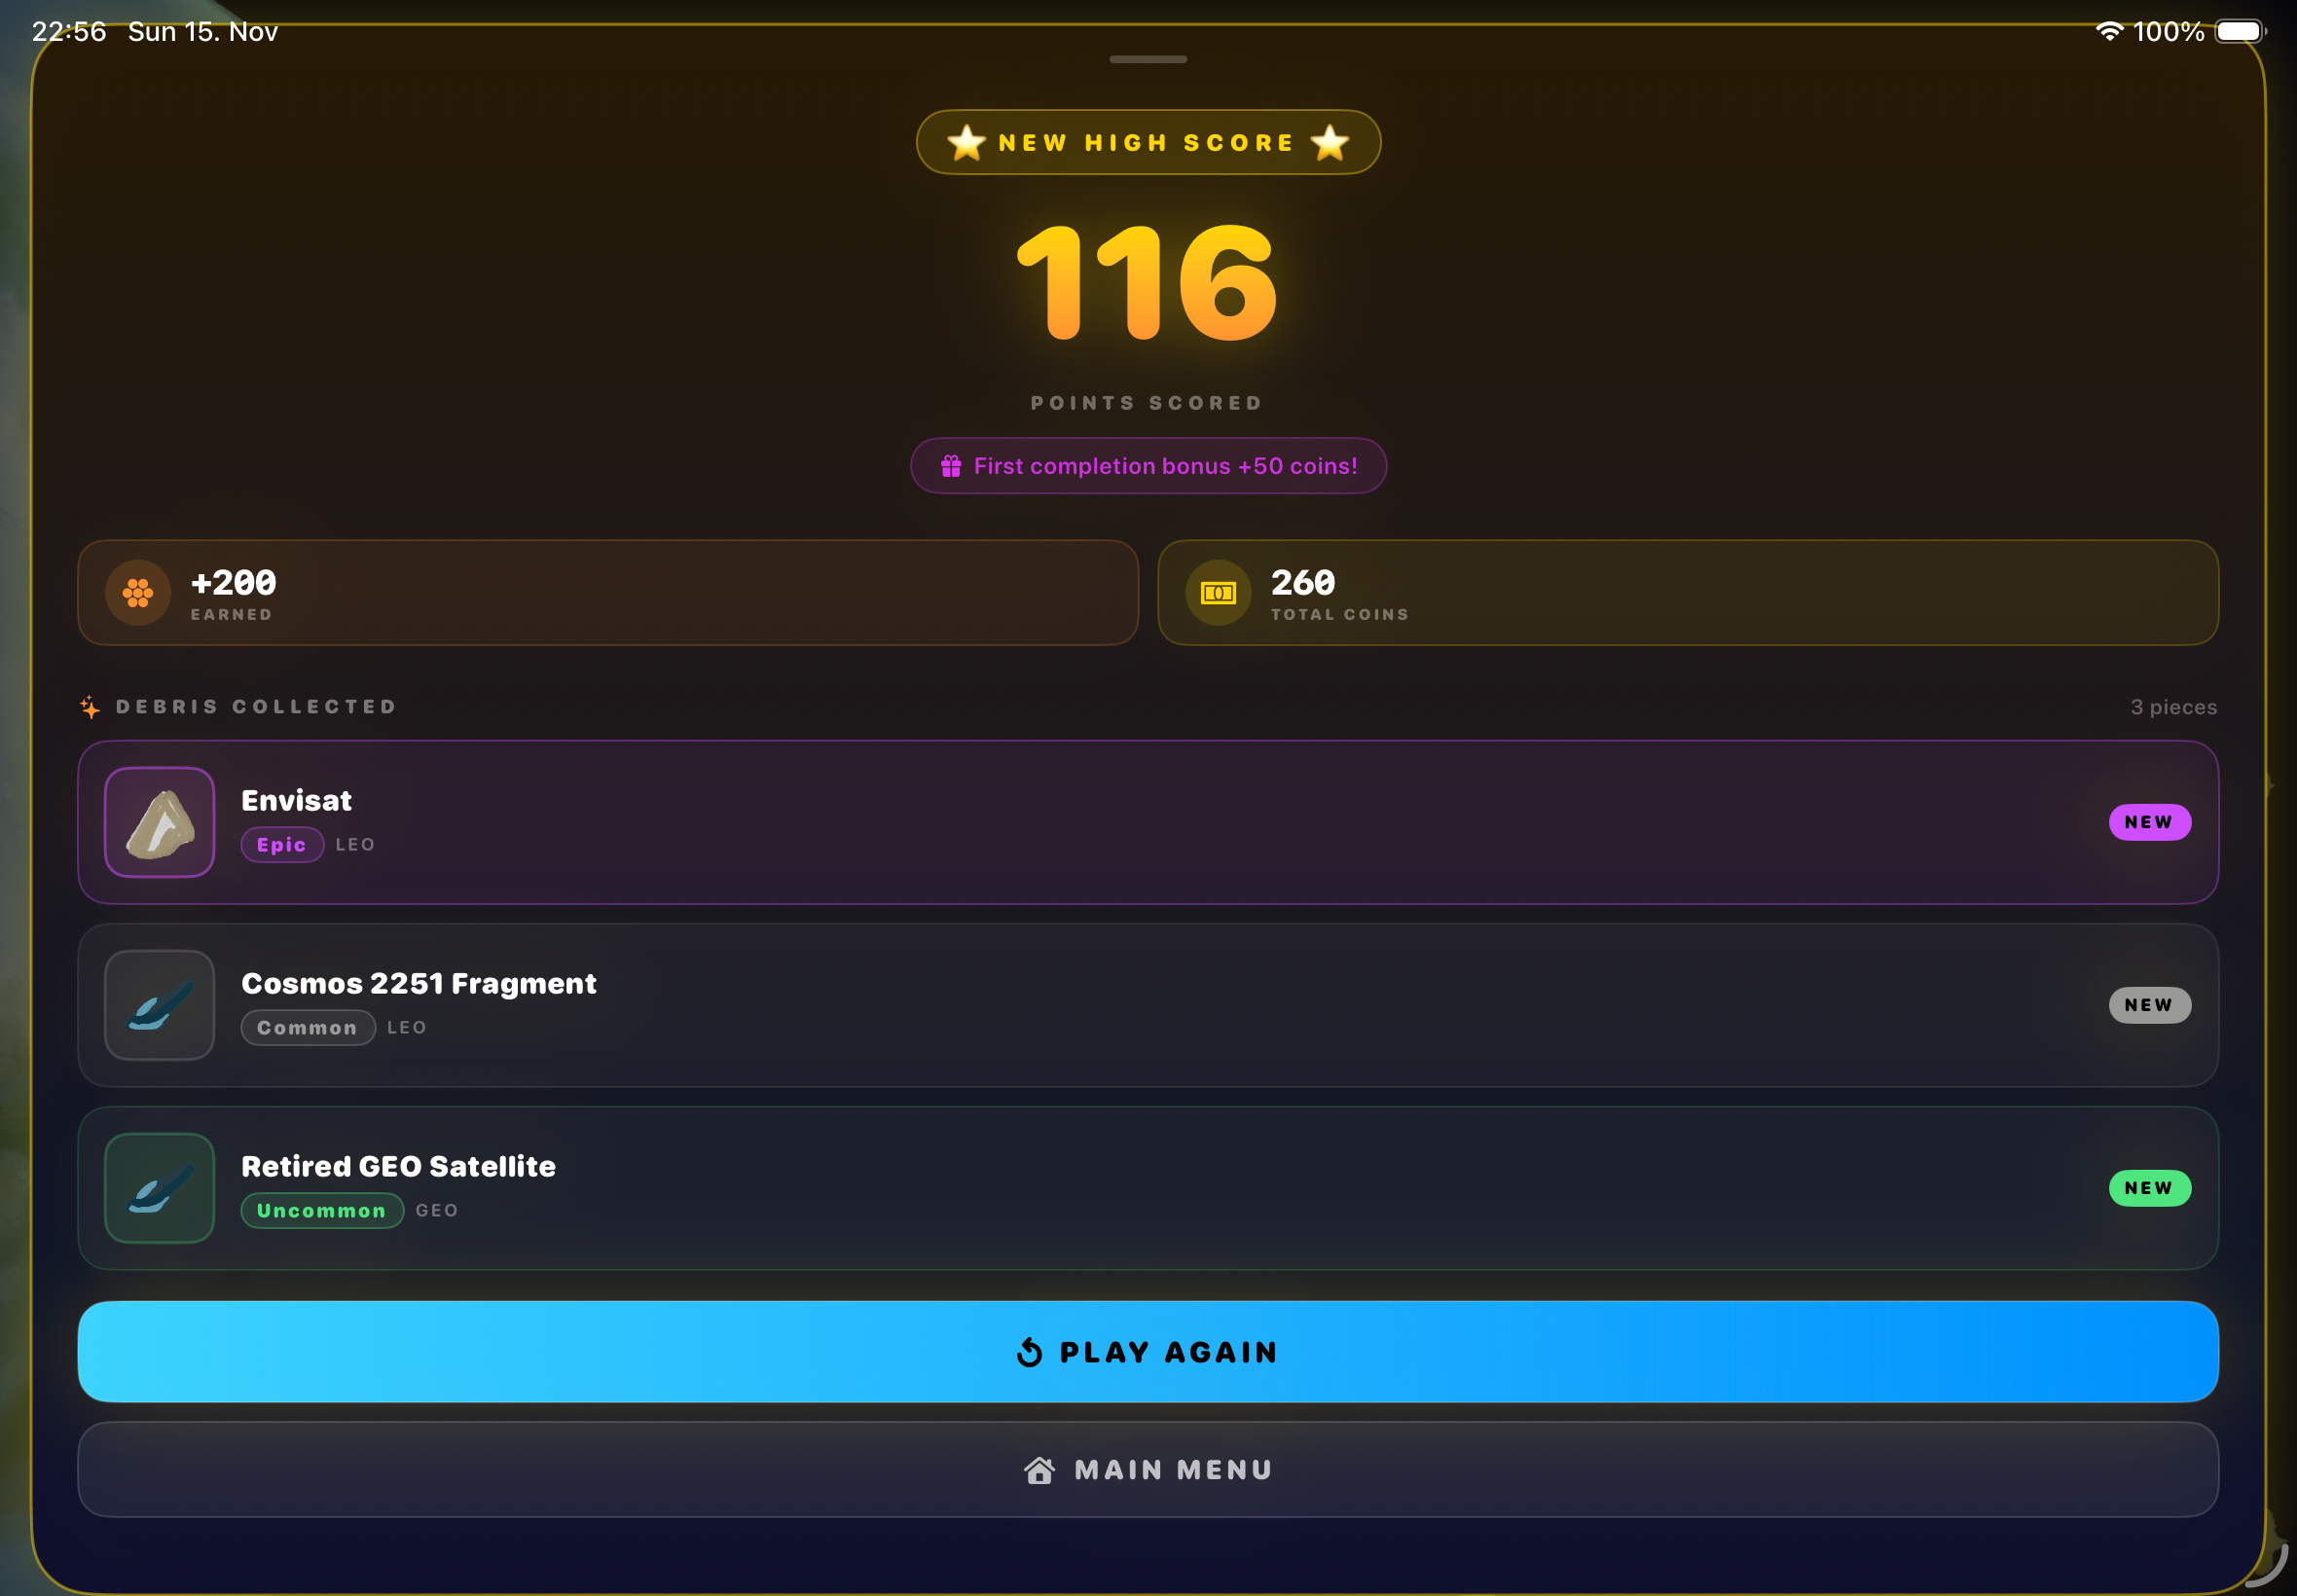 22:56 Sun 15. Nov 100%
NEW HIGH SCORE
116
POINTS SCORED
First completion bonus +50 coins!
+200
EARNED
260
TOTAL COINS
DEBRIS COLLECTED
3 pieces
Envisat
Epic LEO
NEW
Cosmos 2251 Fragment
Common LEO
NEW
Retired GEO Satellite
Uncommon GEO
NEW
PLAY AGAIN
MAIN MENU